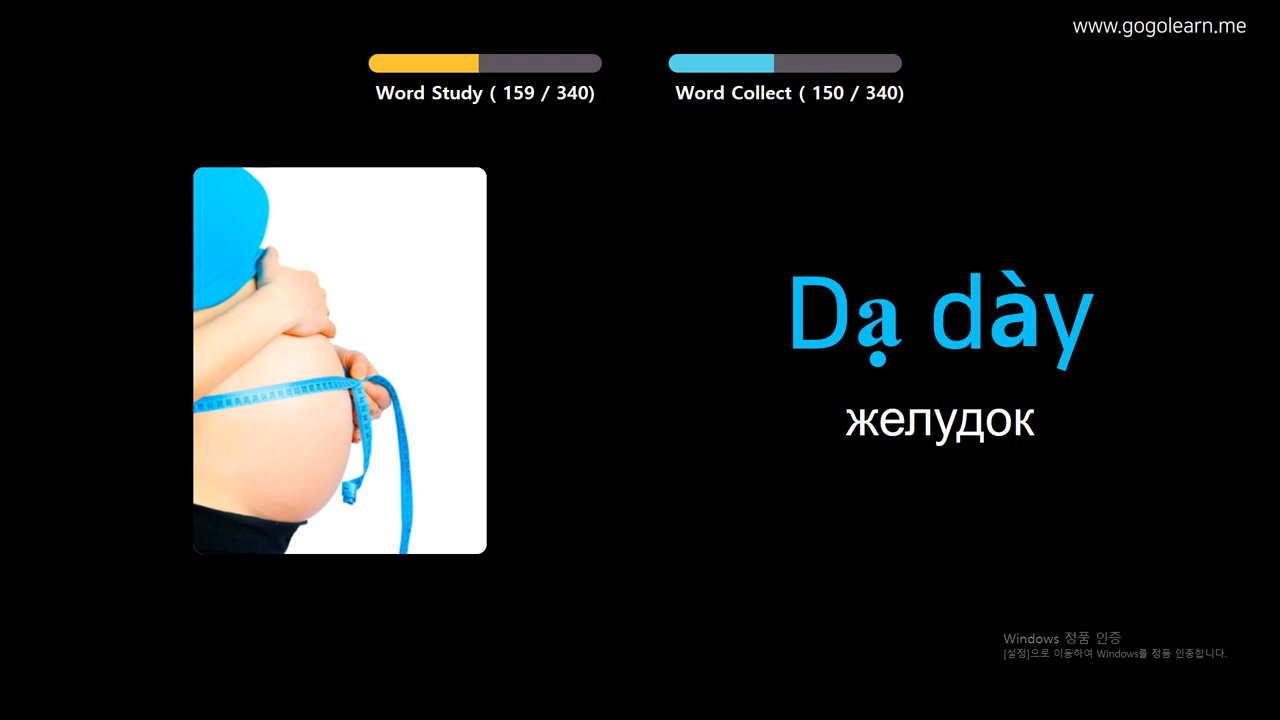 www.gogolearn.me
Word Study ( 159 / 340)
Word Collect ( 150 / 340)
Dạ dày
желудок
Windows 정품 인증
[설정]으로 이동하여 Windows를 정품 인증합니다.